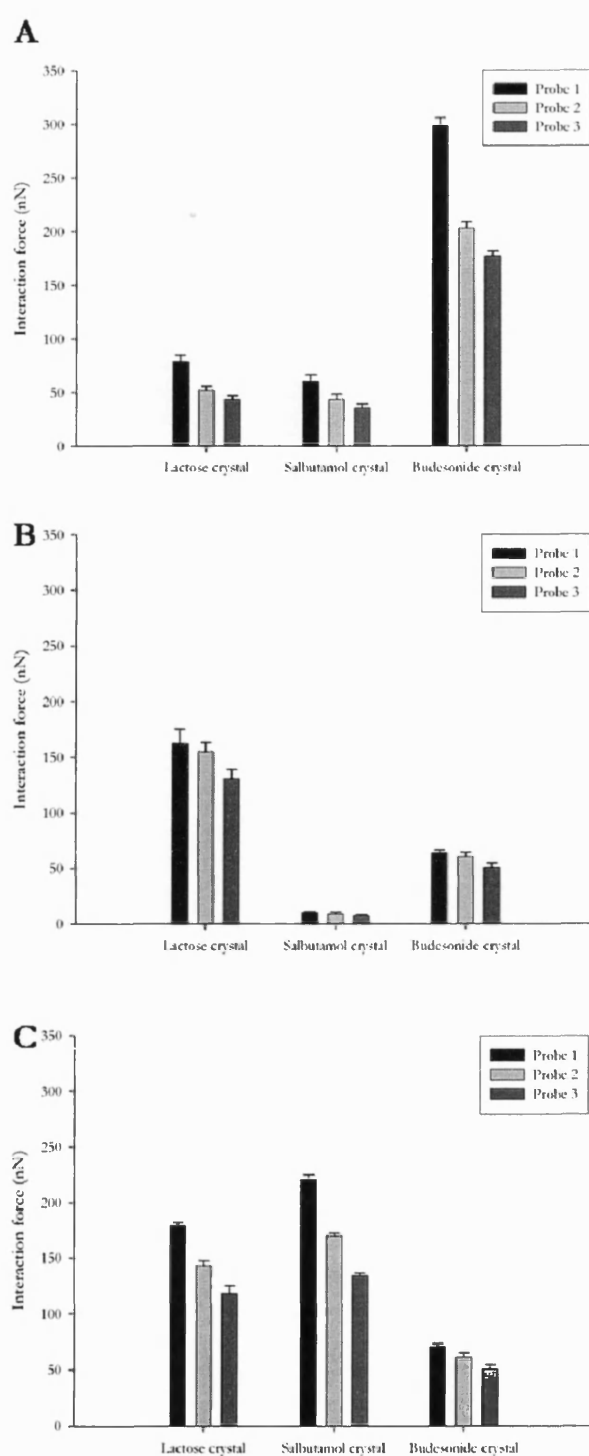 A
350
300
250
200
150
100
50
0
Interaction force (nN)
Probe 1
Probe 2
Probe 3
Lactose crystal Salbutamol crystal Budesonide crystal
B
350
300
250
200
150
100
50
0
Interaction force (nN)
Probe 1
Probe 2
Probe 3
Lactose crystal Salbutamol crystal Budesonide crystal
C
350
300
250
200
150
100
50
0
Interaction force (nN)
Probe 1
Probe 2
Probe 3
Lactose crystal Salbutamol crystal Budesonide crystal